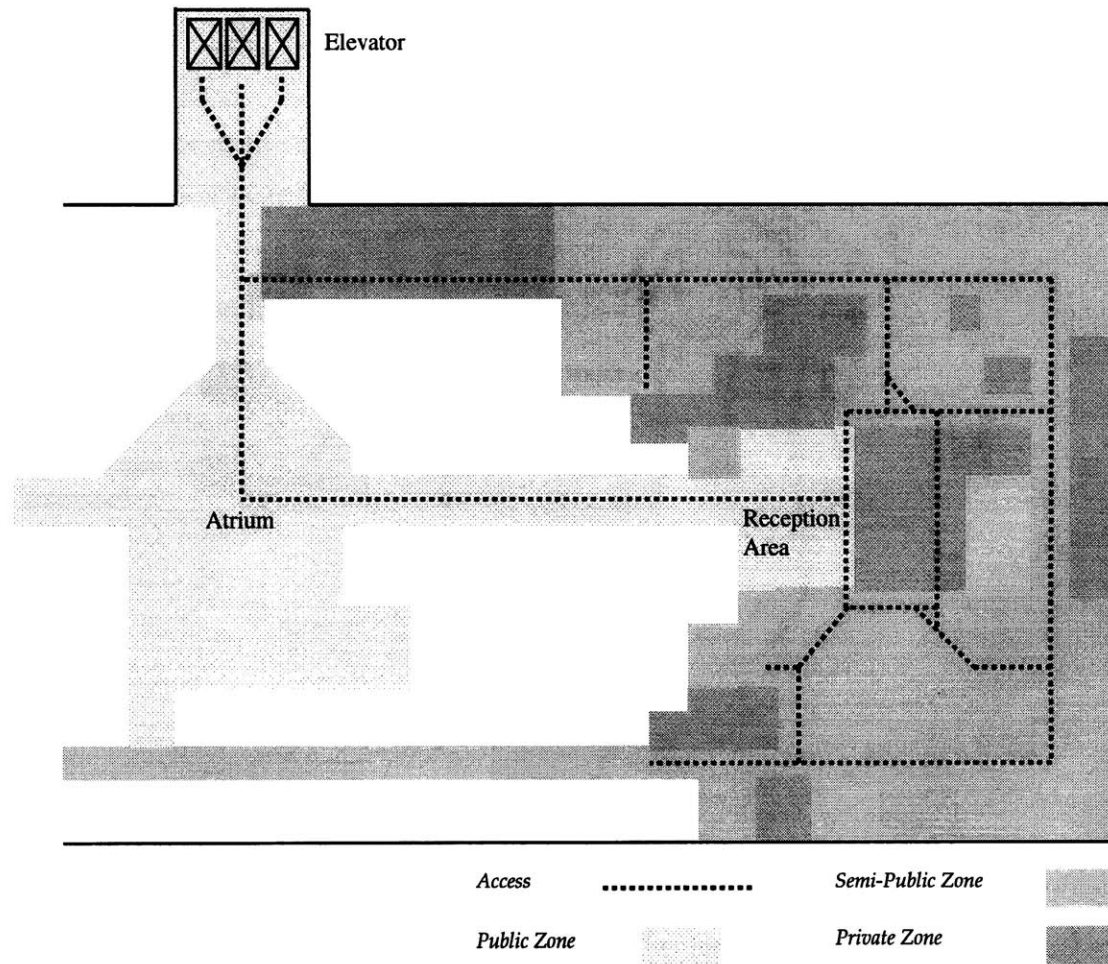 Elevator
Atrium
Reception
Area
Access
Semi-Public Zone
Public Zone
Private Zone